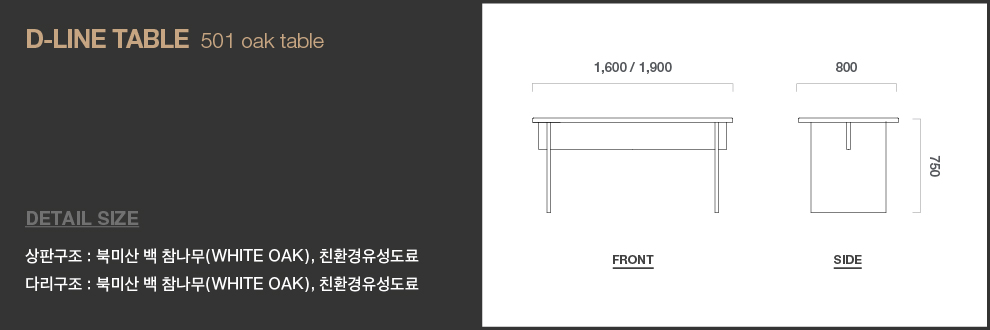 D-LINE TABLE 501 oak table
1,600 / 1,900
800
750
FRONT
SIDE
DETAIL SIZE
상판구조 : 북미산 백 참나무(WHITE OAK), 친환경유성도료
다리구조 : 북미산 백 참나무(WHITE OAK), 친환경유성도료